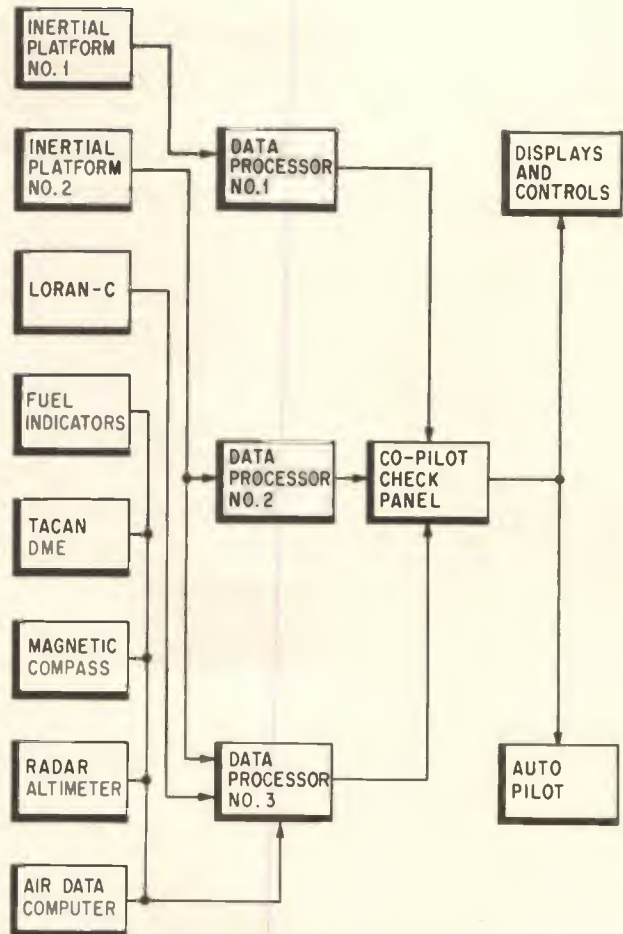 INERTIAL
PLATFORM
NO. 1
INERTIAL
PLATFORM
NO. 2
LORAN-C
FUEL
INDICATORS
TACAN
DME
MAGNETIC
COMPASS
RADAR
ALTIMETER
AIR DATA
COMPUTER
DATA
PROCESSOR
NO. 1
DATA
PROCESSOR
NO. 2
DATA
PROCESSOR
NO. 3
CO-PILOT
CHECK
PANEL
DISPLAYS
AND
CONTROLS
AUTO
PILOT